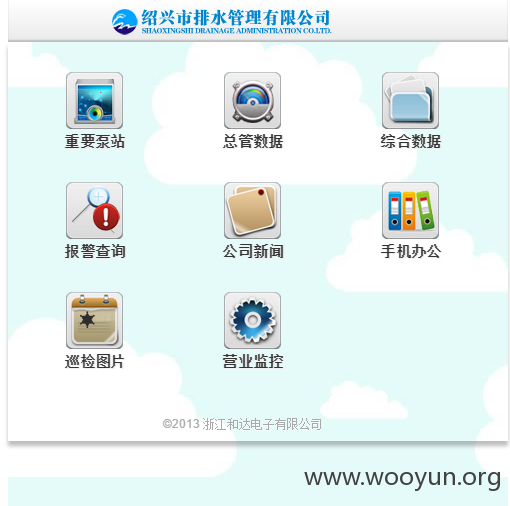 绍兴市排水管理有限公司
SHAOXINGSHI DRAINAGE ADMINISTRATION CO.LTD.
重要泵站 总管数据 综合数据
报警查询 公司新闻 手机办公
巡检图片 营业监控
©2013 浙江和达电子有限公司
www.wooyun.org